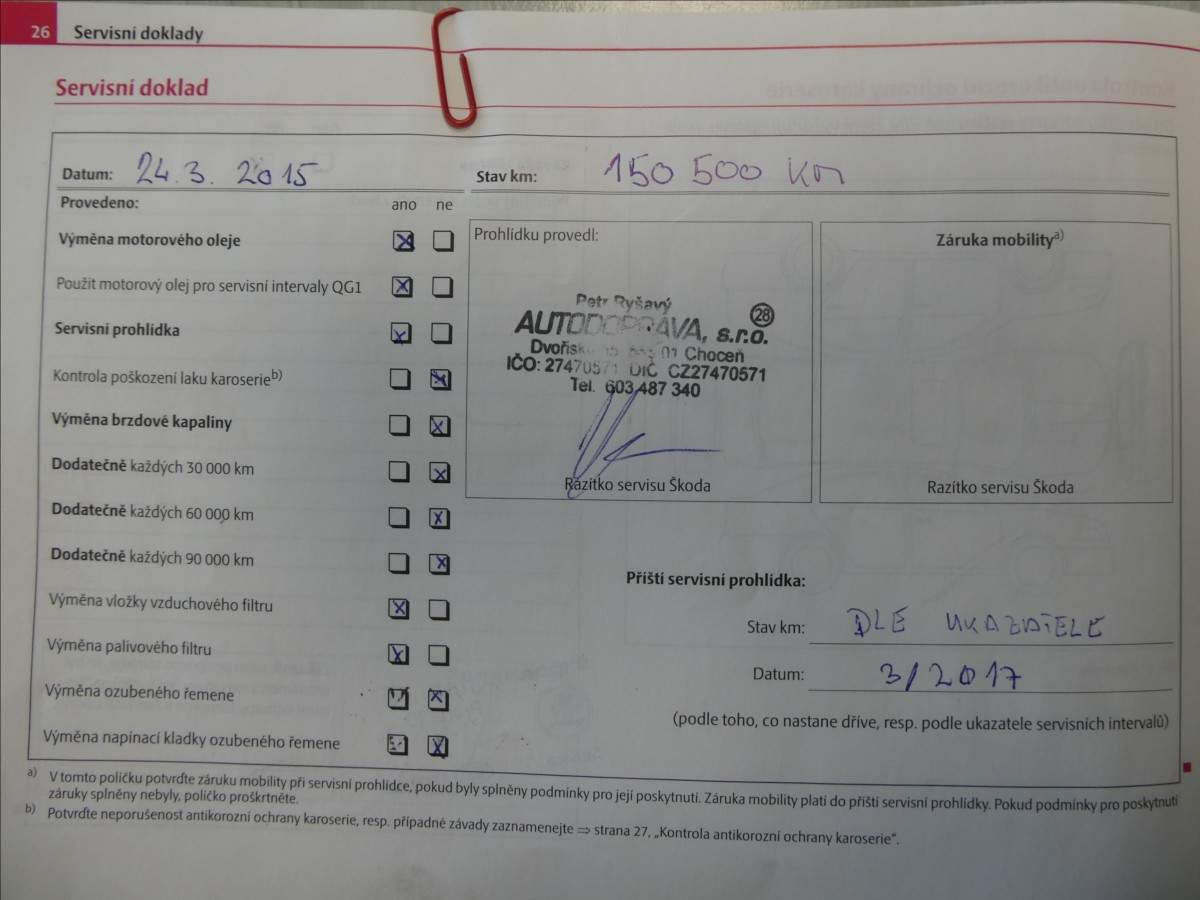 26 Servisní doklady
Servisní doklad
Datum: 24.3. 2015 Stav km: 150 500 km
Provedeno: ano ne
Výměna motorového oleje
Použit motorový olej pro servisní intervaly QG1
Servisní prohlídka
Kontrola poškození laku karoserie b)
Výměna brzdové kapaliny
Dodatečně každých 30 000 km
Dodatečně každých 60 000 km
Dodatečně každých 90 000 km
Výměna vložky vzduchového filtru
Výměna palivového filtru
Výměna ozubeného řemene
Výměna napínací kladky ozubeného řemene
Prohlídku provedl:
Petr Ryšavý
28
AUTODOPRAVA, s.r.o.
01 Choceň
IČO: 27470571 DIČ CZ27470571
Tel. 603 487 340
Razítko servisu Škoda
Záruka mobility a)
Razítko servisu Škoda
Příští servisní prohlídka:
Stav km: DLE UKAZATELE
Datum: 3/2017
(podle toho, co nastane dříve, resp. podle ukazatele servisních intervalů)
a) V tomto políčku potvrďte záruku mobility při servisní prohlídce, pokud byly splněny podmínky pro její poskytnutí. Záruka mobility platí do příští servisní prohlídky. Pokud podmínky pro poskytnutí
záruky splněny nebyly, políčko proškrtněte.
b) Potvrďte neporušenost antikorozní ochrany karoserie, resp. případné závady zaznamenejte ⇒ strana 27, „Kontrola antikorozní ochrany karoserie“.